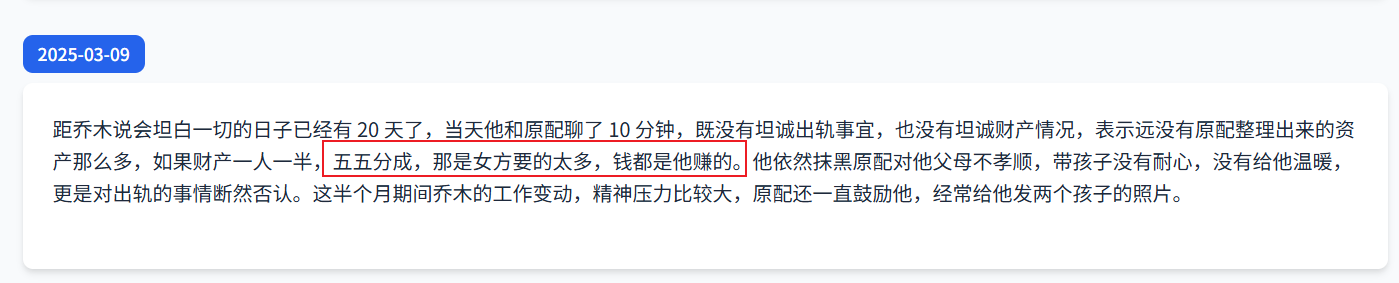 2025-03-09
距乔木说会坦白一切的日子已经有 20 天了，当天他和原配聊了 10 分钟，既没有坦诚出轨事宜，也没有坦诚财产情况，表示远没有原配整理出来的资
产那么多，如果财产一人一半，五五分成，那是女方要的太多，钱都是他赚的。他依然抹黑原配对他父母不孝顺，带孩子没有耐心，没有给他温暖，
更是对出轨的事情断然否认。这半个月期间乔木的工作变动，精神压力比较大，原配还一直鼓励他，经常给他发两个孩子的照片。